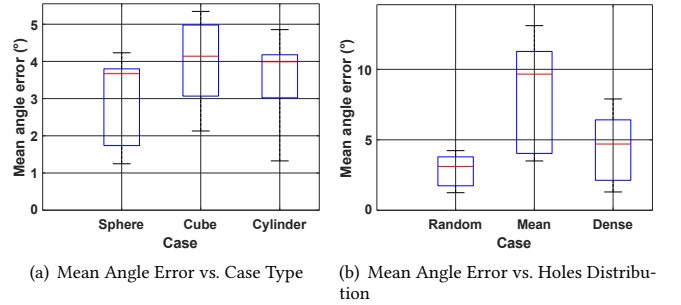 Mean angle error (°)
5
4
3
2
1
0
Sphere Cube Cylinder
Case
(a) Mean Angle Error vs. Case Type
Mean angle error (°)
10
5
0
Random Mean Dense
Case
(b) Mean Angle Error vs. Holes Distribu-
tion